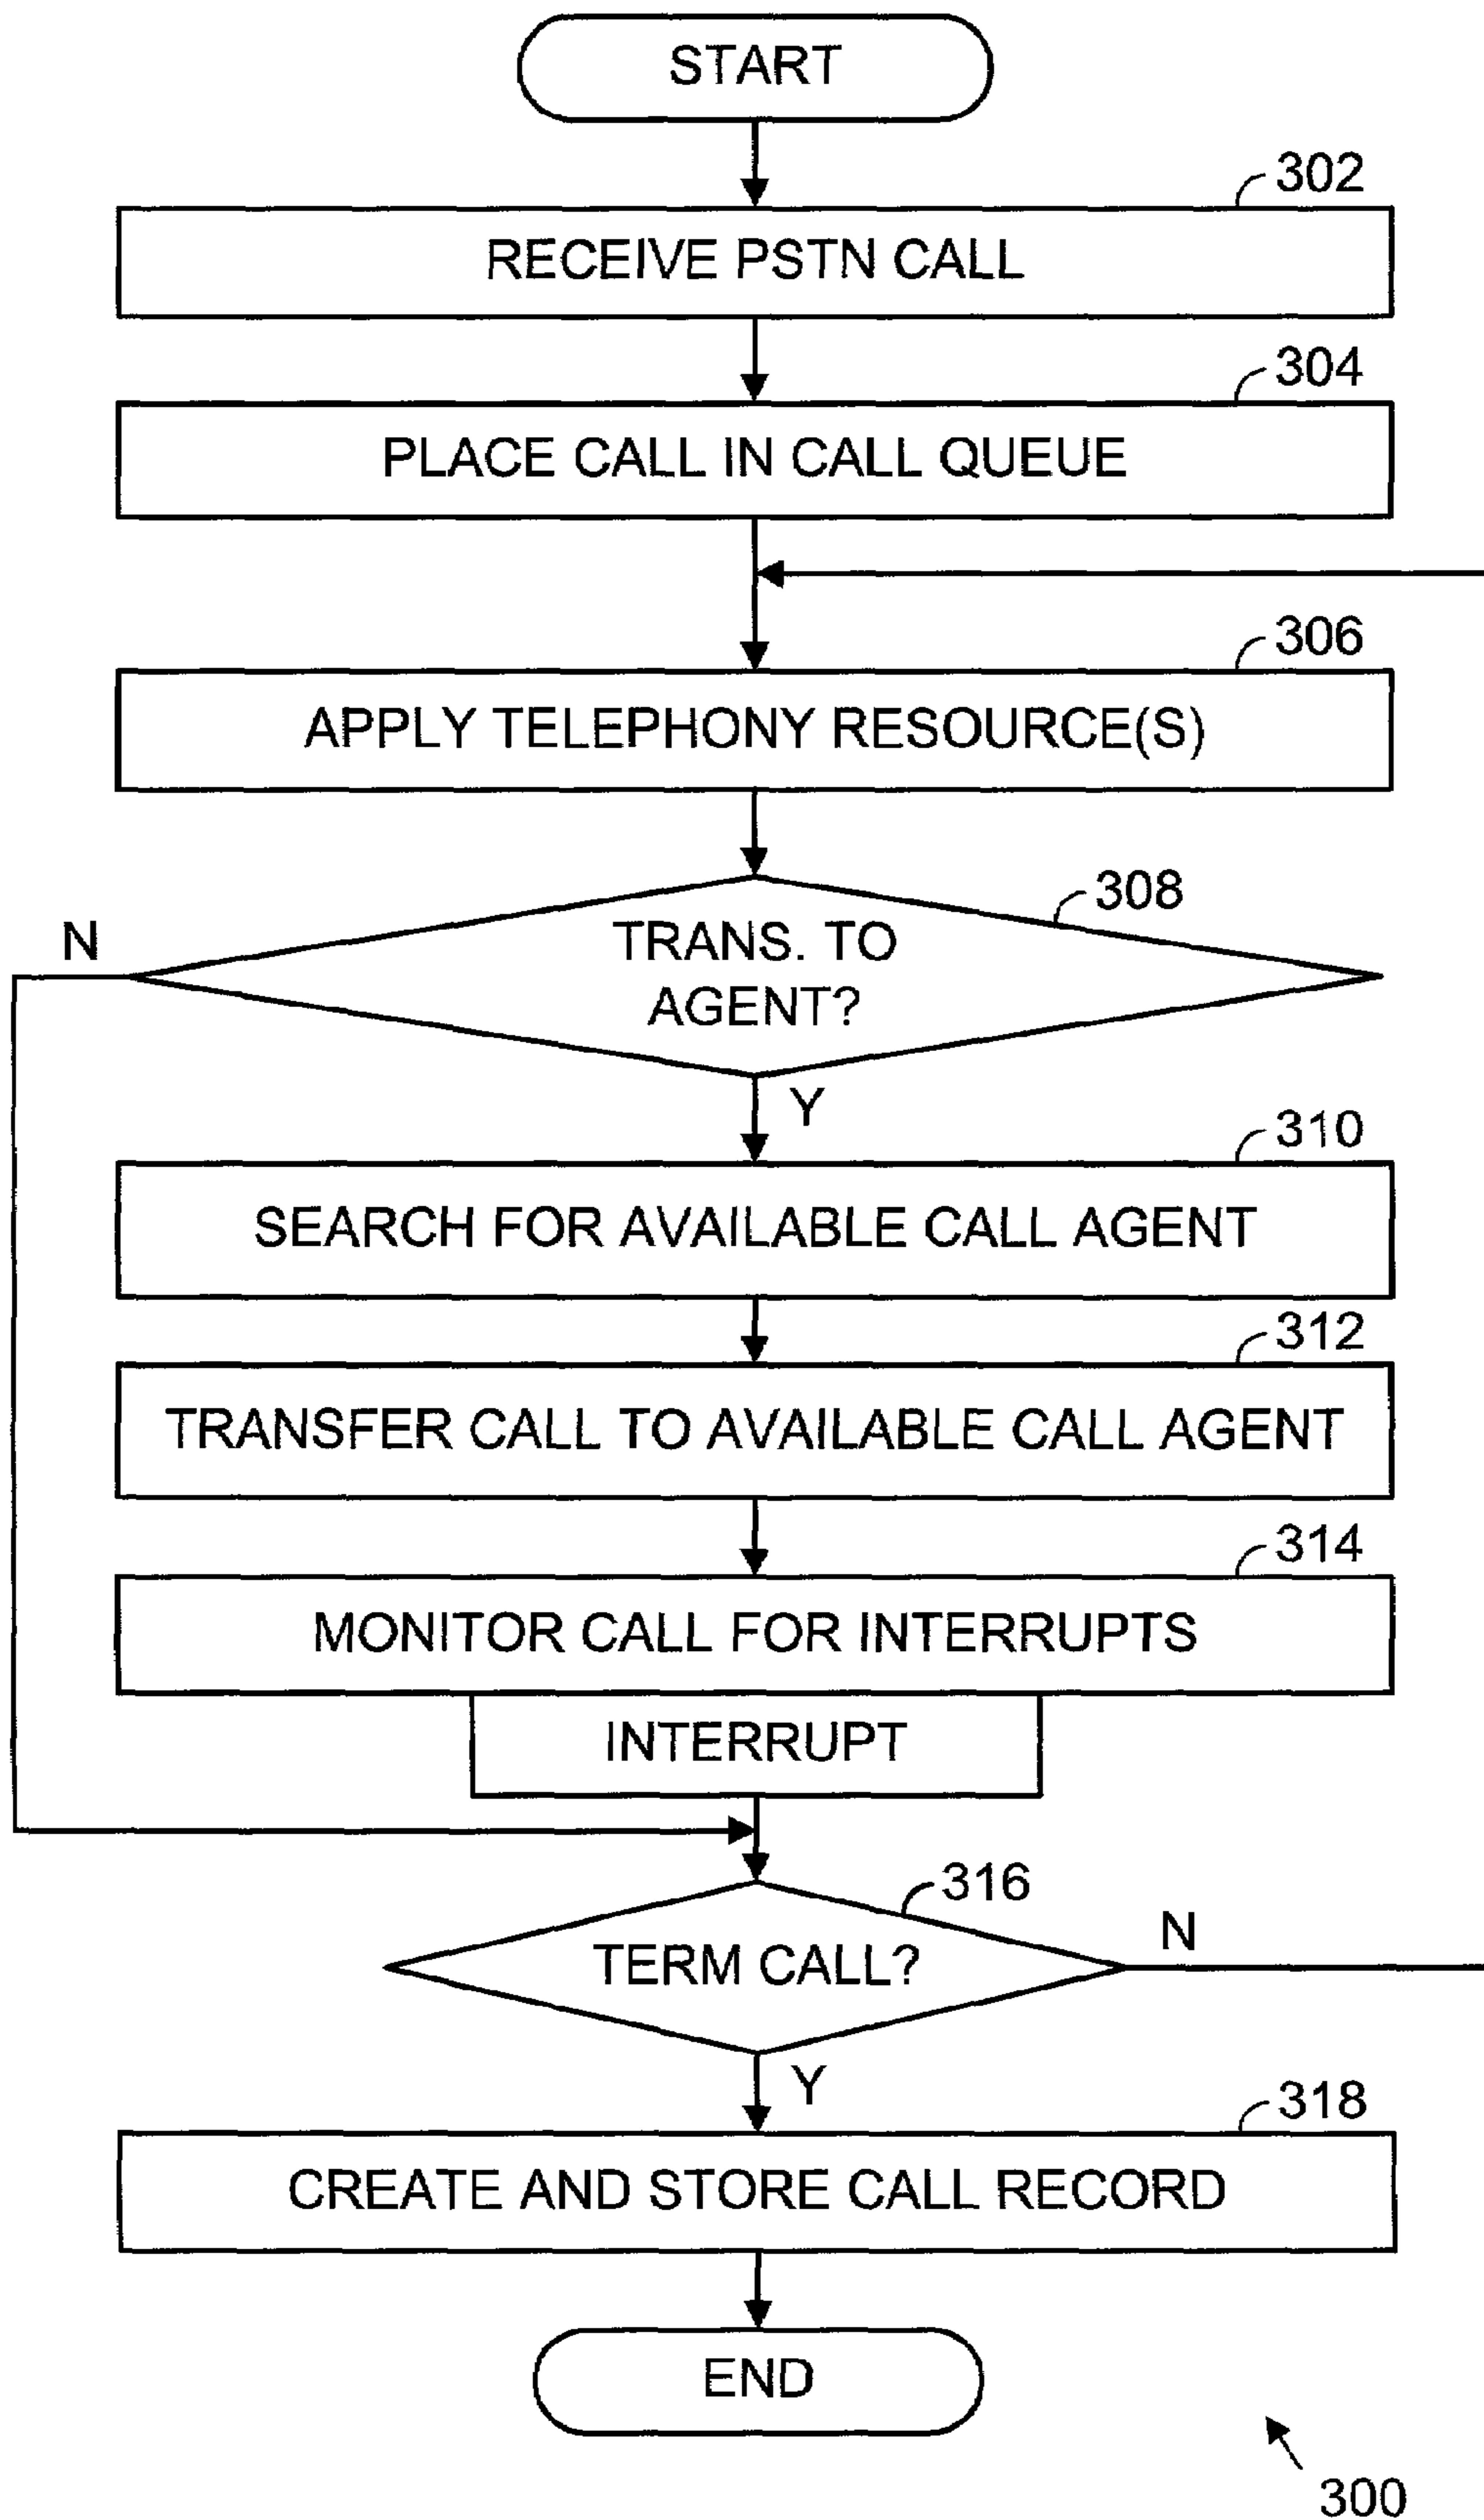 START
302
RECEIVE PSTN CALL
304
PLACE CALL IN CALL QUEUE
306
APPLY TELEPHONY RESOURCE(S)
308
N
TRANS. TO
AGENT?
Y
310
SEARCH FOR AVAILABLE CALL AGENT
312
TRANSFER CALL TO AVAILABLE CALL AGENT
314
MONITOR CALL FOR INTERRUPTS
INTERRUPT
316
N
TERM CALL?
Y
318
CREATE AND STORE CALL RECORD
END
300